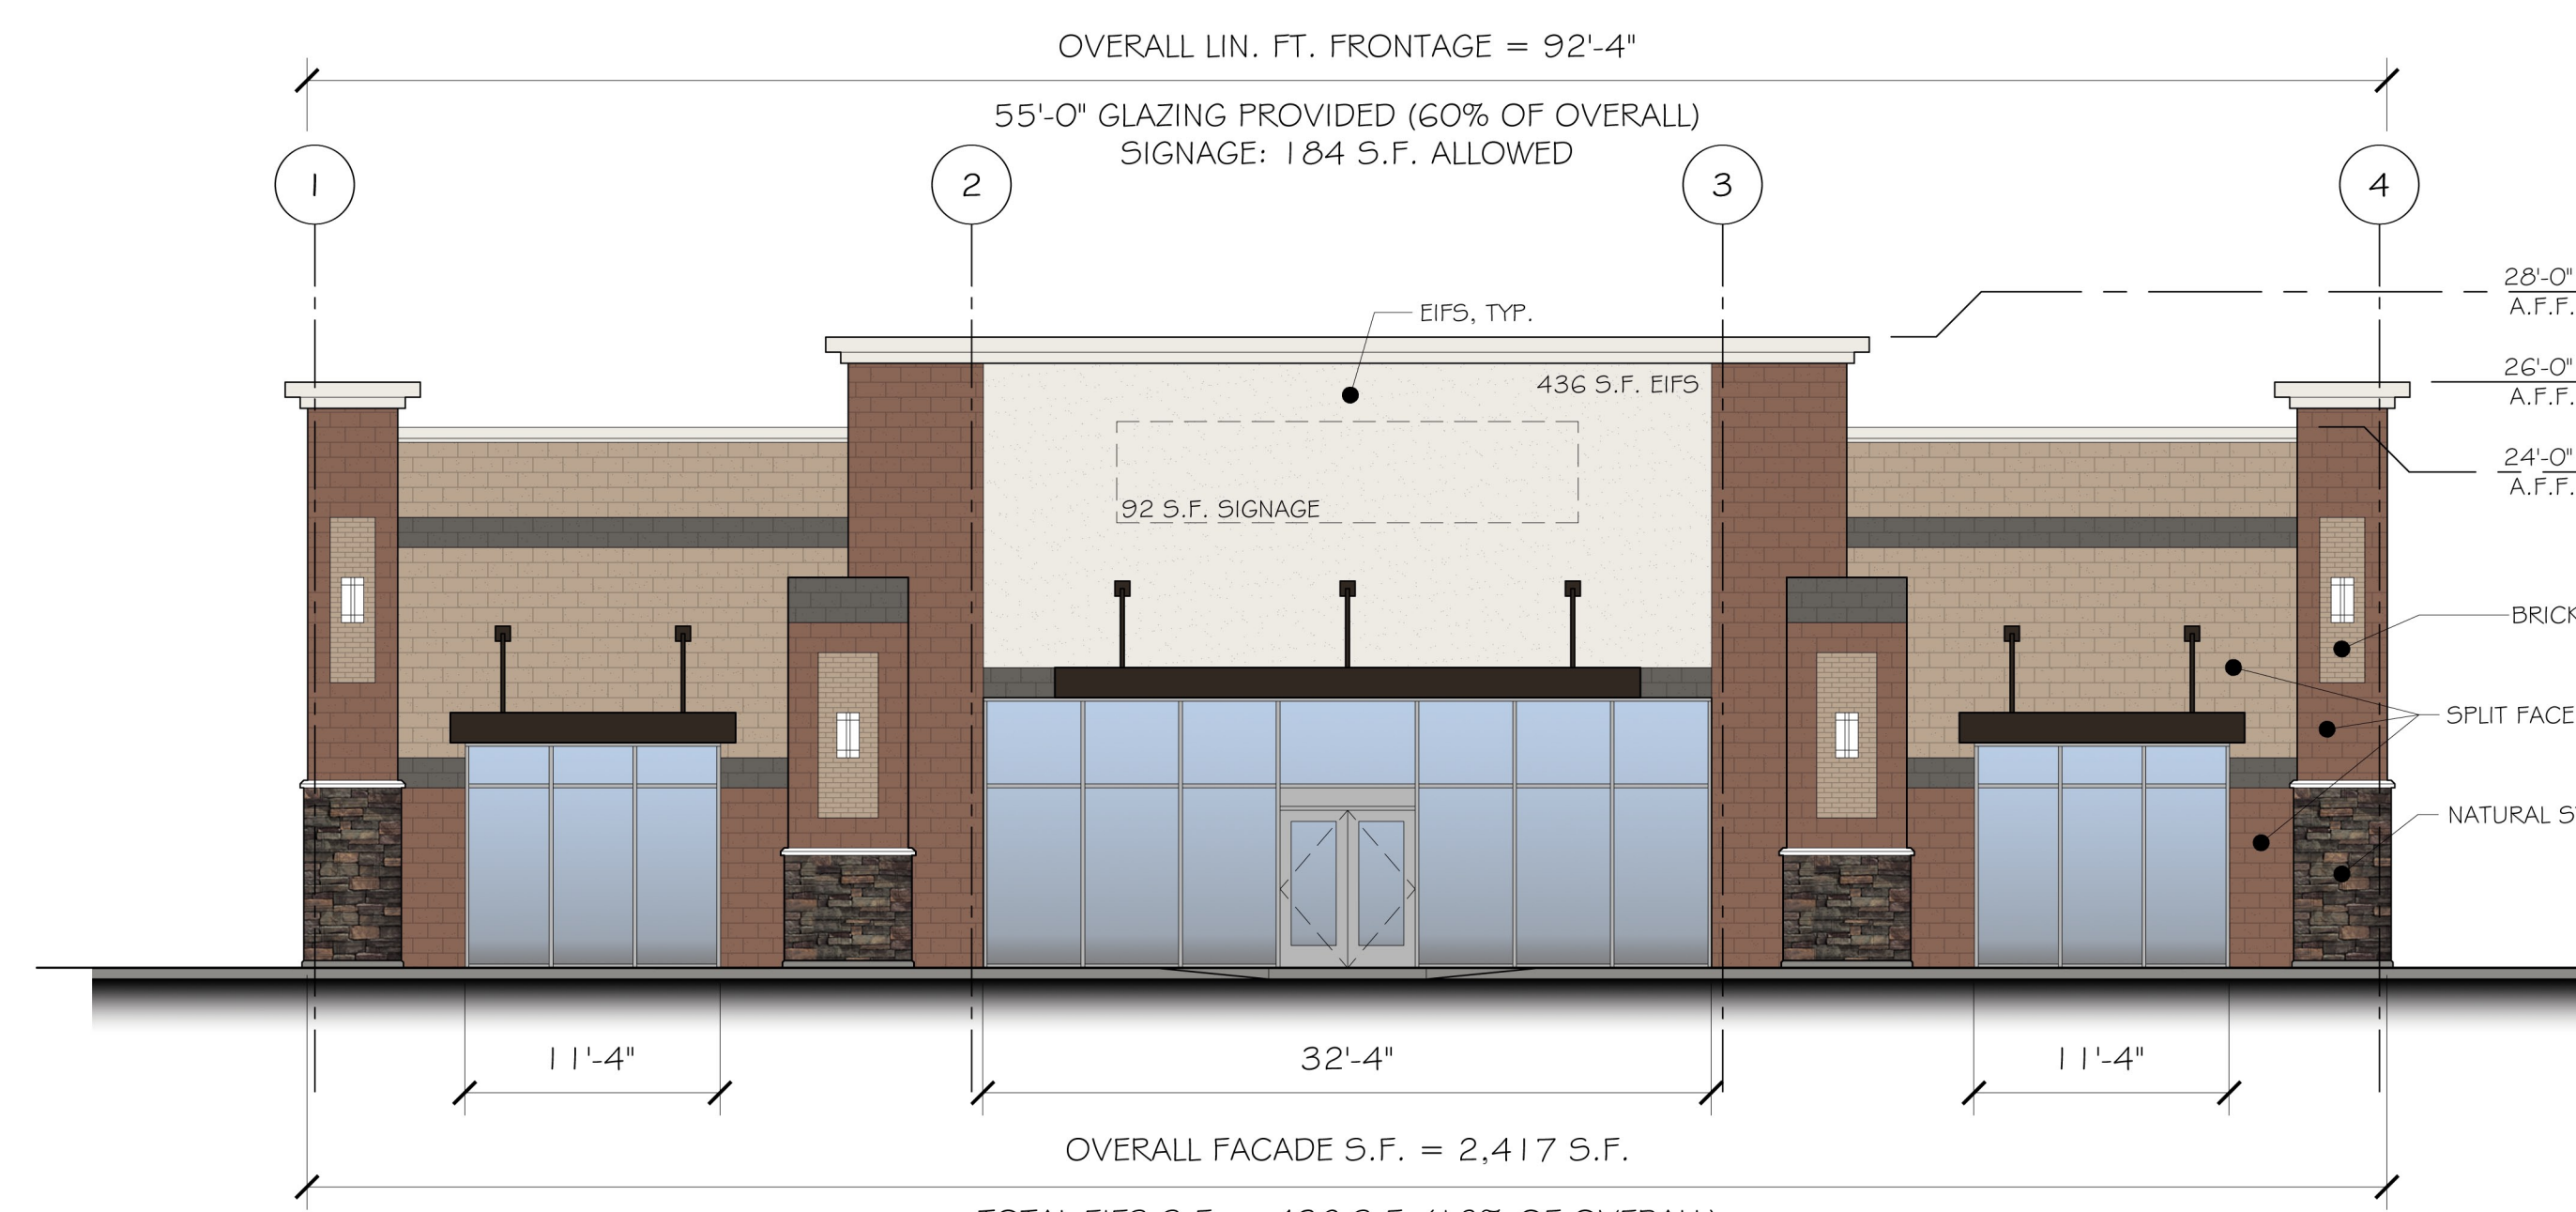 OVERALL LIN. FT. FRONTAGE = 92'-4"
55'-0" GLAZING PROVIDED (60% OF OVERALL)
SIGNAGE: 184 S.F. ALLOWED
1
2
3
4
28'-0"
A.F.F.
EIFS, TYP.
26'-0"
A.F.F.
436 S.F. EIFS
24'-0"
A.F.F.
92 S.F. SIGNAGE
BRICK
SPLIT FACE
NATURAL S
11'-4"
32'-4"
11'-4"
OVERALL FACADE S.F. = 2,417 S.F.